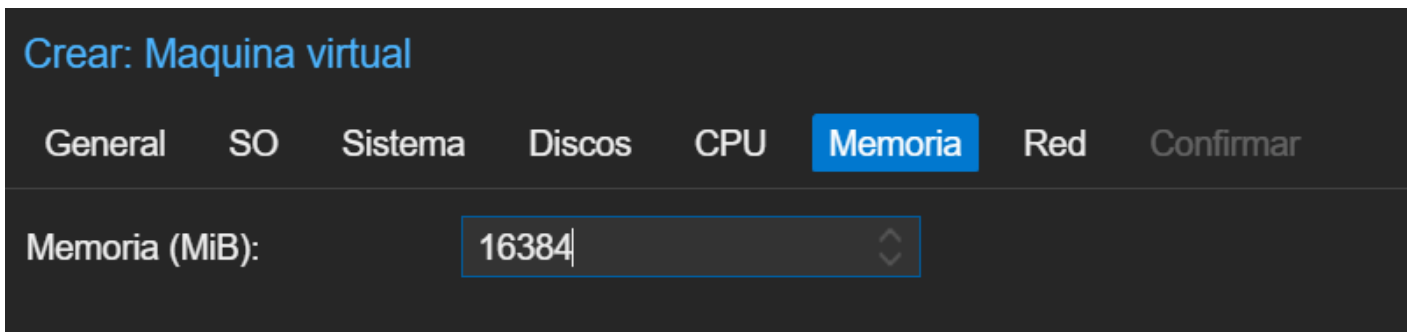 Crear: Maquina virtual
General SO Sistema Discos CPU Memoria Red Confirmar
Memoria (MiB): 16384